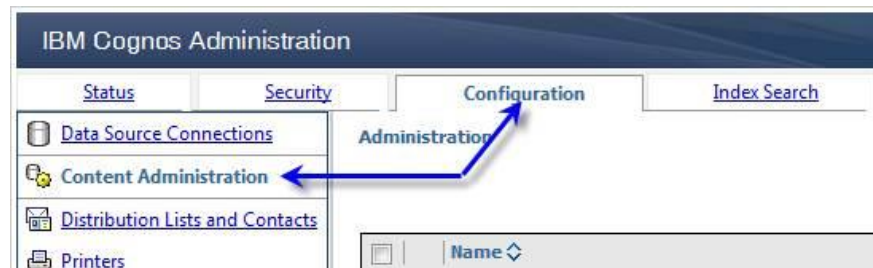 IBM Cognos Administration
Status Security Configuration Index Search
Data Source Connections
Administration
Content Administration
Distribution Lists and Contacts
Name
Printers